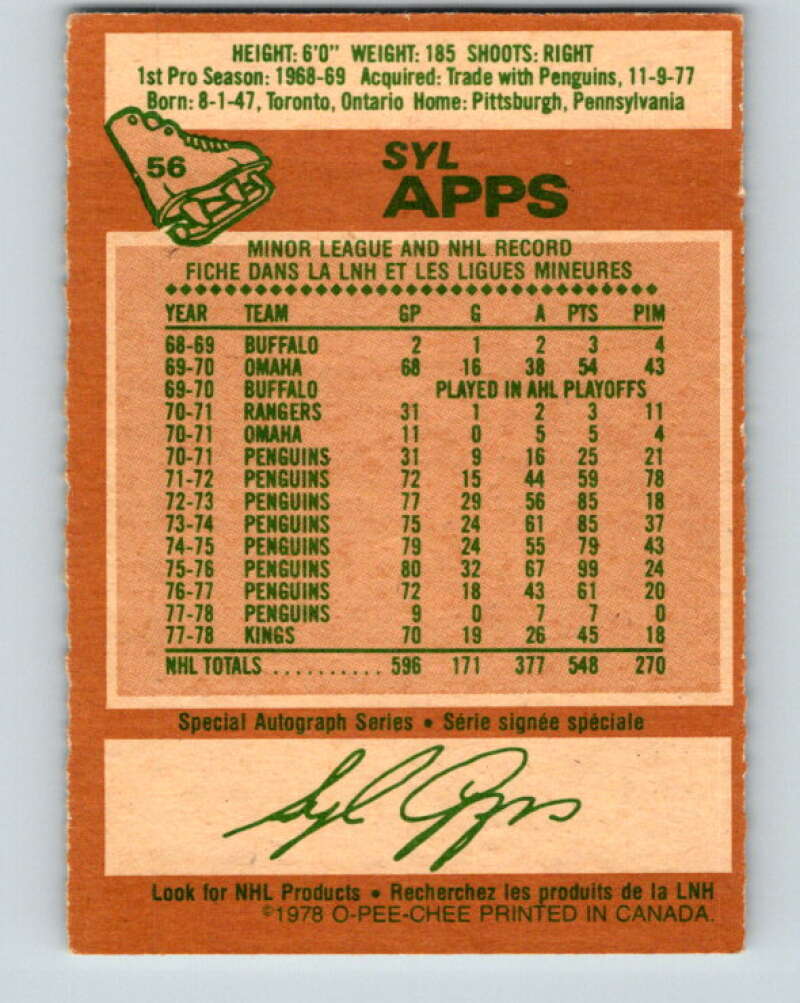 HEIGHT: 6'0" WEIGHT: 185 SHOOTS: RIGHT
1st Pro Season: 1968-69 Acquired: Trade with Penguins, 11-9-77
Born: 8-1-47, Toronto, Ontario Home: Pittsburgh, Pennsylvania
56
SYL
APPS
MINOR LEAGUE AND NHL RECORD
FICHE DANS LA LNH ET LES LIGUES MINEURES
YEAR TEAM GP G A PTS PIM
68-69 BUFFALO 2 1 2 3 4
69-70 OMAHA 68 16 38 54 43
69-70 BUFFALO PLAYED IN AHL PLAYOFFS
70-71 RANGERS 31 1 2 3 11
70-71 OMAHA 11 0 5 5 4
70-71 PENGUINS 31 9 16 25 21
71-72 PENGUINS 72 15 44 59 78
72-73 PENGUINS 77 29 56 85 18
73-74 PENGUINS 75 24 61 85 37
74-75 PENGUINS 79 24 55 79 43
75-76 PENGUINS 80 32 67 99 24
76-77 PENGUINS 72 18 43 61 20
77-78 PENGUINS 9 0 7 7 0
77-78 KINGS 70 19 26 45 18
NHL TOTALS .......... 596 171 377 548 270
Special Autograph Series • Série signée spéciale
Syl Apps
Look for NHL Products • Recherchez les produits de la LNH
©1978 O-PEE-CHEE PRINTED IN CANADA.